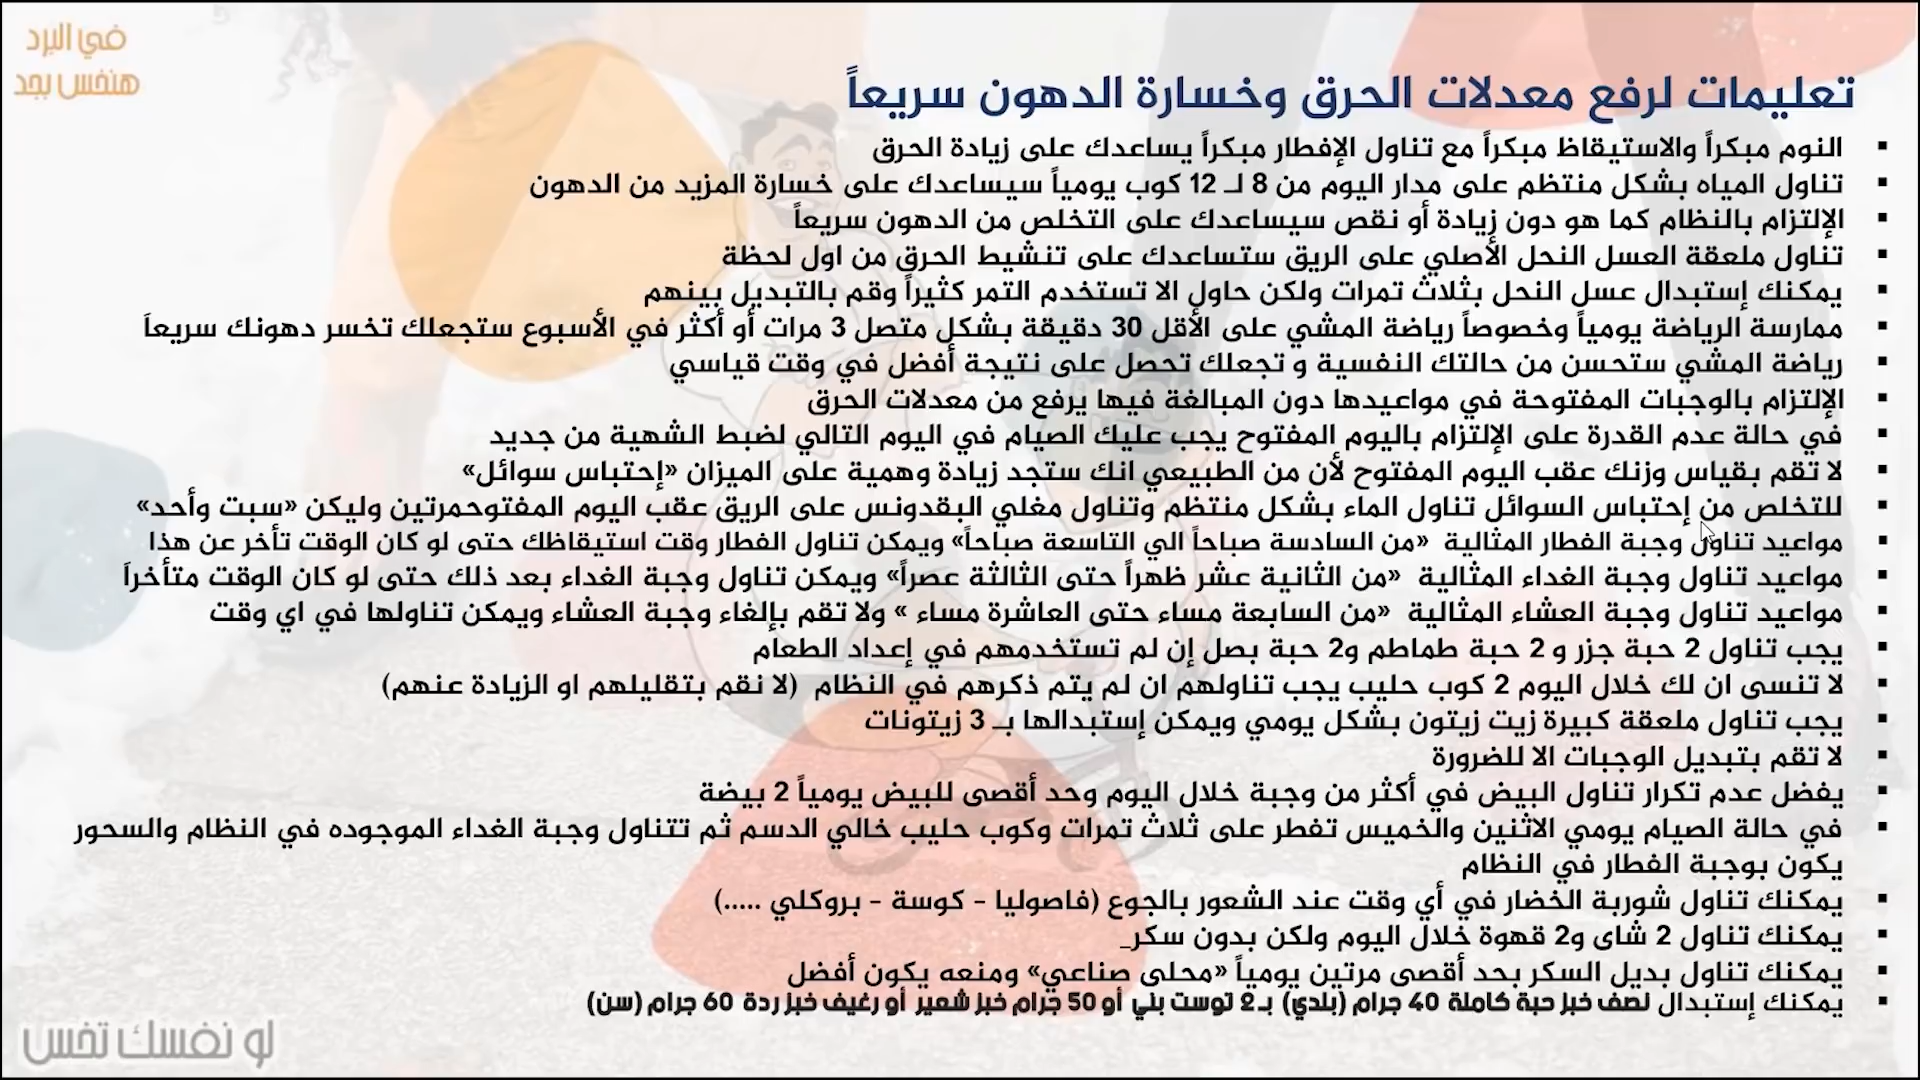 في البرد
هنخس بجد
تعليمات لرفع معدلات الحرق وخسارة الدهون سريعاً
▪ النوم مبكراً والاستيقاظ مبكراً مع تناول الإفطار مبكراً يساعدك على زيادة الحرق
▪ تناول المياه بشكل منتظم على مدار اليوم من 8 لـ 12 كوب يومياً سيساعدك على خسارة المزيد من الدهون
▪ الإلتزام بالنظام كما هو دون زيادة أو نقص سيساعدك على التخلص من الدهون سريعاً
▪ تناول ملعقة العسل النحل الأصلي على الريق ستساعدك على تنشيط الحرق من اول لحظة
▪ يمكنك إستبدال عسل النحل بثلاث تمرات ولكن حاول الا تستخدم التمر كثيراً وقم بالتبديل بينهم
▪ ممارسة الرياضة يومياً وخصوصاً رياضة المشي على الأقل 30 دقيقة بشكل متصل 3 مرات أو أكثر في الأسبوع ستجعلك تخسر دهونك سريعاً
▪ رياضة المشي ستحسن من حالتك النفسية و تجعلك تحصل على نتيجة أفضل في وقت قياسي
▪ الإلتزام بالوجبات المفتوحة في مواعيدها دون المبالغة فيها يرفع من معدلات الحرق
▪ في حالة عدم القدرة على الإلتزام باليوم المفتوح يجب عليك الصيام في اليوم التالي لضبط الشهية من جديد
▪ لا تقم بقياس وزنك عقب اليوم المفتوح لأن من الطبيعي انك ستجد زيادة وهمية على الميزان «إحتباس سوائل»
▪ للتخلص من إحتباس السوائل تناول الماء بشكل منتظم وتناول مغلي البقدونس على الريق عقب اليوم المفتوحمرتين وليكن «سبت وأحد»
▪ مواعيد تناول وجبة الفطار المثالية «من السادسة صباحاً الي التاسعة صباحاً» ويمكن تناول الفطار وقت استيقاظك حتى لو كان الوقت تأخر عن هذا
▪ مواعيد تناول وجبة الغداء المثالية «من الثانية عشر ظهراً حتى الثالثة عصراً» ويمكن تناول وجبة الغداء بعد ذلك حتى لو كان الوقت متأخراً
▪ مواعيد تناول وجبة العشاء المثالية «من السابعة مساء حتى العاشرة مساء » ولا تقم بإلغاء وجبة العشاء ويمكن تناولها في اي وقت
▪ يجب تناول 2 حبة جزر و 2 حبة طماطم و2 حبة بصل إن لم تستخدمهم في إعداد الطعام
▪ لا تنسى ان لك خلال اليوم 2 كوب حليب يجب تناولهم ان لم يتم ذكرهم في النظام (لا نقم بتقليلهم او الزيادة عنهم)
▪ يجب تناول ملعقة كبيرة زيت زيتون بشكل يومي ويمكن إستبدالها بـ 3 زيتونات
▪ لا تقم بتبديل الوجبات الا للضرورة
▪ يفضل عدم تكرار تناول البيض في أكثر من وجبة خلال اليوم وحد أقصى للبيض يومياً 2 بيضة
▪ في حالة الصيام يومي الاثنين والخميس تفطر على ثلاث تمرات وكوب حليب خالي الدسم ثم تتناول وجبة الغداء الموجوده في النظام والسحور
يكون بوجبة الفطار في النظام
▪ يمكنك تناول شوربة الخضار في أي وقت عند الشعور بالجوع (فاصوليا - كوسة - بروكلي .....)
▪ يمكنك تناول 2 شاى و2 قهوة خلال اليوم ولكن بدون سكر_
▪ يمكنك تناول بديل السكر بحد أقصى مرتين يومياً «محلى صناعي» ومنعه يكون أفضل
▪ يمكنك إستبدال نصف خبز حبة كاملة 40 جرام (بلدي) بـ2 توست بني أو 50 جرام خبز شعير أو رغيف خبز ردة 60 جرام (سن)
لو نفسك تخس